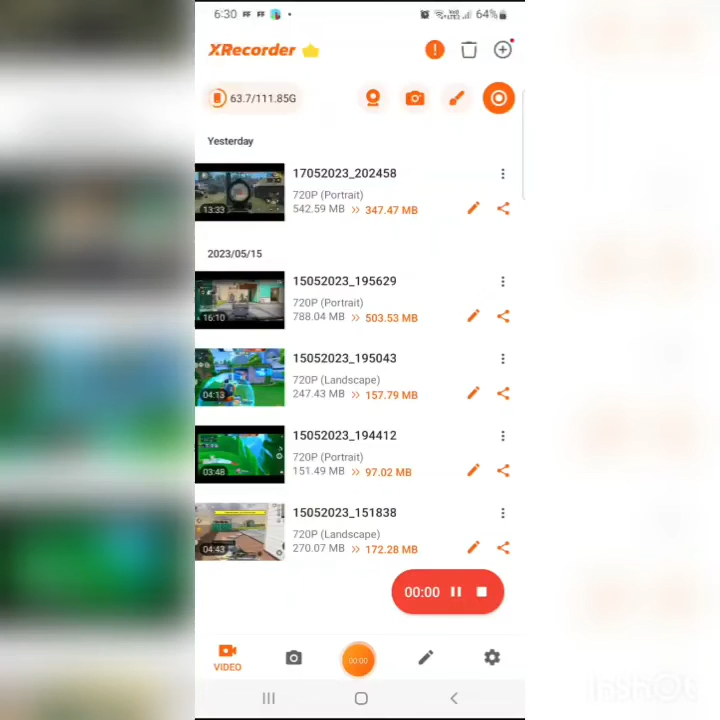 6:30 FF FF 64%
XRecorder
63.7/111.85G
Yesterday
17052023_202458
720P (Portrait)
542.59 MB >> 347.47 MB
13:33
2023/05/15
15052023_195629
720P (Portrait)
788.04 MB >> 503.53 MB
16:10
15052023_195043
720P (Landscape)
247.43 MB >> 157.79 MB
04:13
15052023_194412
720P (Portrait)
151.49 MB >> 97.02 MB
03:48
15052023_151838
720P (Landscape)
270.07 MB >> 172.28 MB
04:43
00:00
00:00
VIDEO
InShot